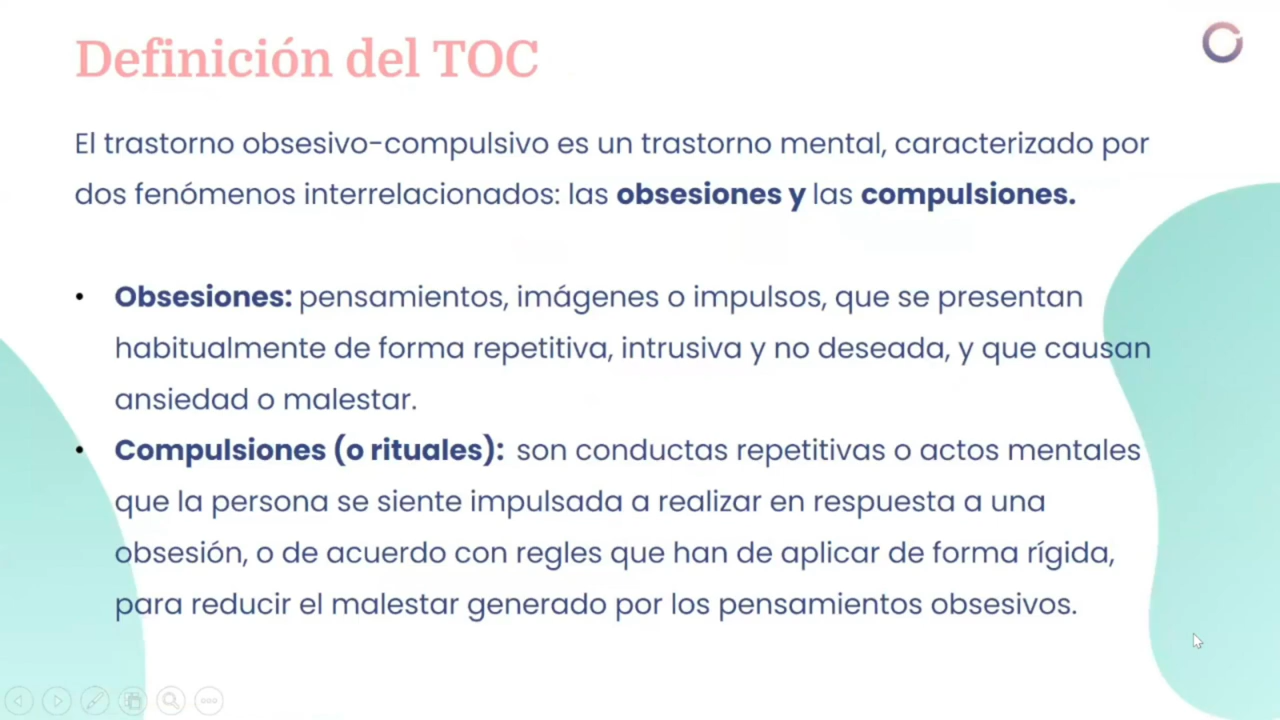 Definición del TOC
El trastorno obsesivo-compulsivo es un trastorno mental, caracterizado por
dos fenómenos interrelacionados: las obsesiones y las compulsiones.
• Obsesiones: pensamientos, imágenes o impulsos, que se presentan
habitualmente de forma repetitiva, intrusiva y no deseada, y que causan
ansiedad o malestar.
• Compulsiones (o rituales): son conductas repetitivas o actos mentales
que la persona se siente impulsada a realizar en respuesta a una
obsesión, o de acuerdo con regles que han de aplicar de forma rígida,
para reducir el malestar generado por los pensamientos obsesivos.